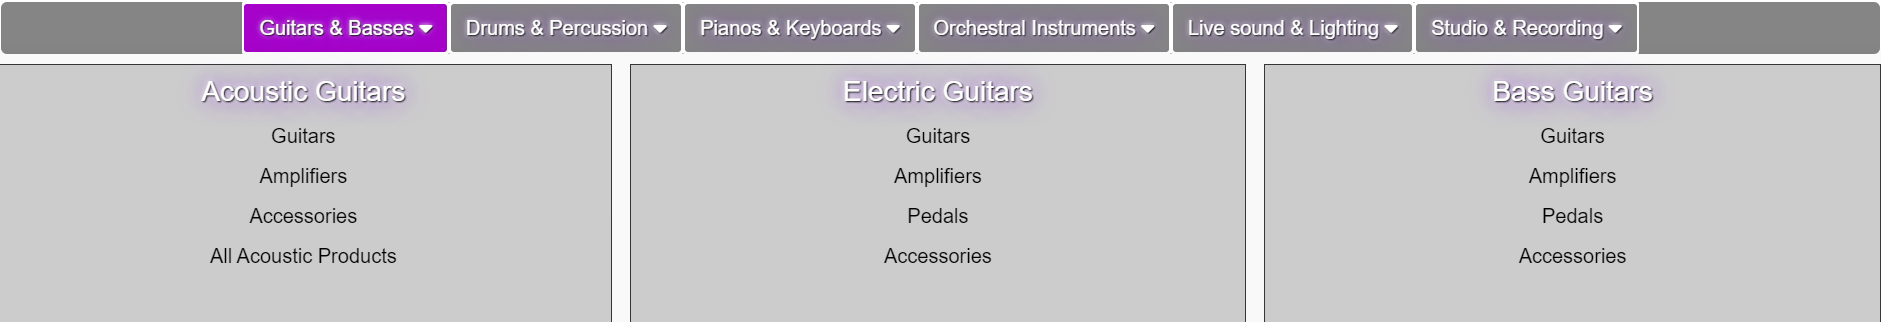 Guitars & Basses
Drums & Percussion
Pianos & Keyboards
Orchestral Instruments
Live sound & Lighting
Studio & Recording
Acoustic Guitars
Guitars
Amplifiers
Accessories
All Acoustic Products
Electric Guitars
Guitars
Amplifiers
Pedals
Accessories
Bass Guitars
Guitars
Amplifiers
Pedals
Accessories